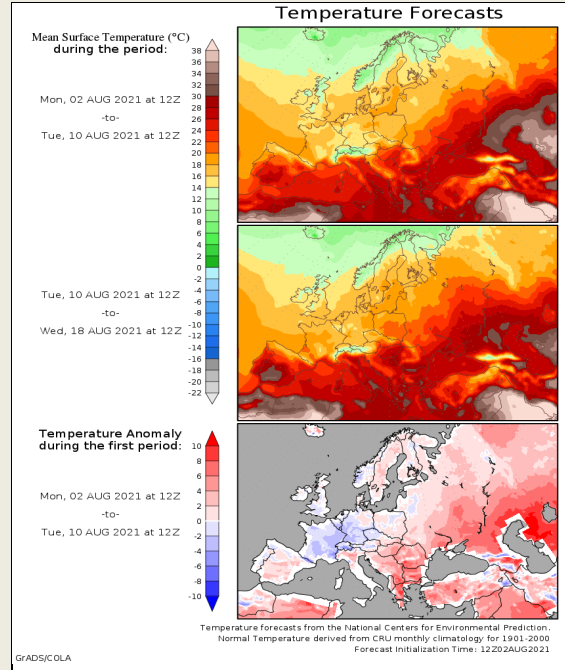 Temperature Forecasts
Mean Surface Temperature (°C)
during the period:
Mon, 02 AUG 2021 at 12Z
-to-
Tue, 10 AUG 2021 at 12Z
38
36
34
32
30
28
26
24
22
20
18
16
14
12
10
8
6
4
2
0
-2
-4
-6
-8
-10
-12
-14
-16
-18
-20
-22
Tue, 10 AUG 2021 at 12Z
-to-
Wed, 18 AUG 2021 at 12Z
Temperature Anomaly
during the first period:
Mon, 02 AUG 2021 at 12Z
-to-
Tue, 10 AUG 2021 at 12Z
10
8
6
4
2
0
-2
-4
-6
-8
-10
Temperature forecasts from the National Centers for Environmental Prediction.
Normal Temperature derived from CRU monthly climatology for 1901-2000
Forecast Initialization Time: 12Z02AUG2021
GrADS/COLA